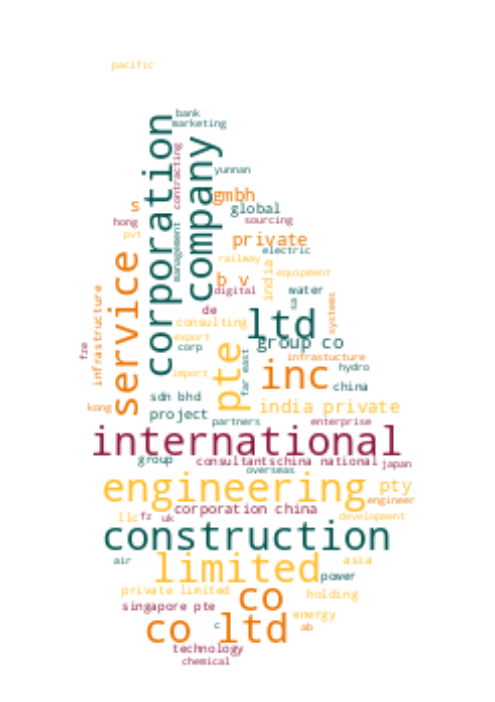 pacific
bank
marketing
corporation
company
contracting
yunnan
gmbh
s
global
hong
sourcing
pvt
private
management
electric
service
railway
india
equipment
b v
infrastructure
digital
water
sa
systems
de
consulting
ltd
export
corp
group co
fze
pte
far east
infrastucture
import
inc
hydro
china
sdn bhd
kong
project
india private
partners
enterprise
international
group
consultants
china national
japan
overseas
engineering
pty
engineer
corporation china
llc
fz
uk
development
construction
air
limited
asia
power
private limited
co
holding
singapore pte
energy
co ltd
c
ab
technology
chemical